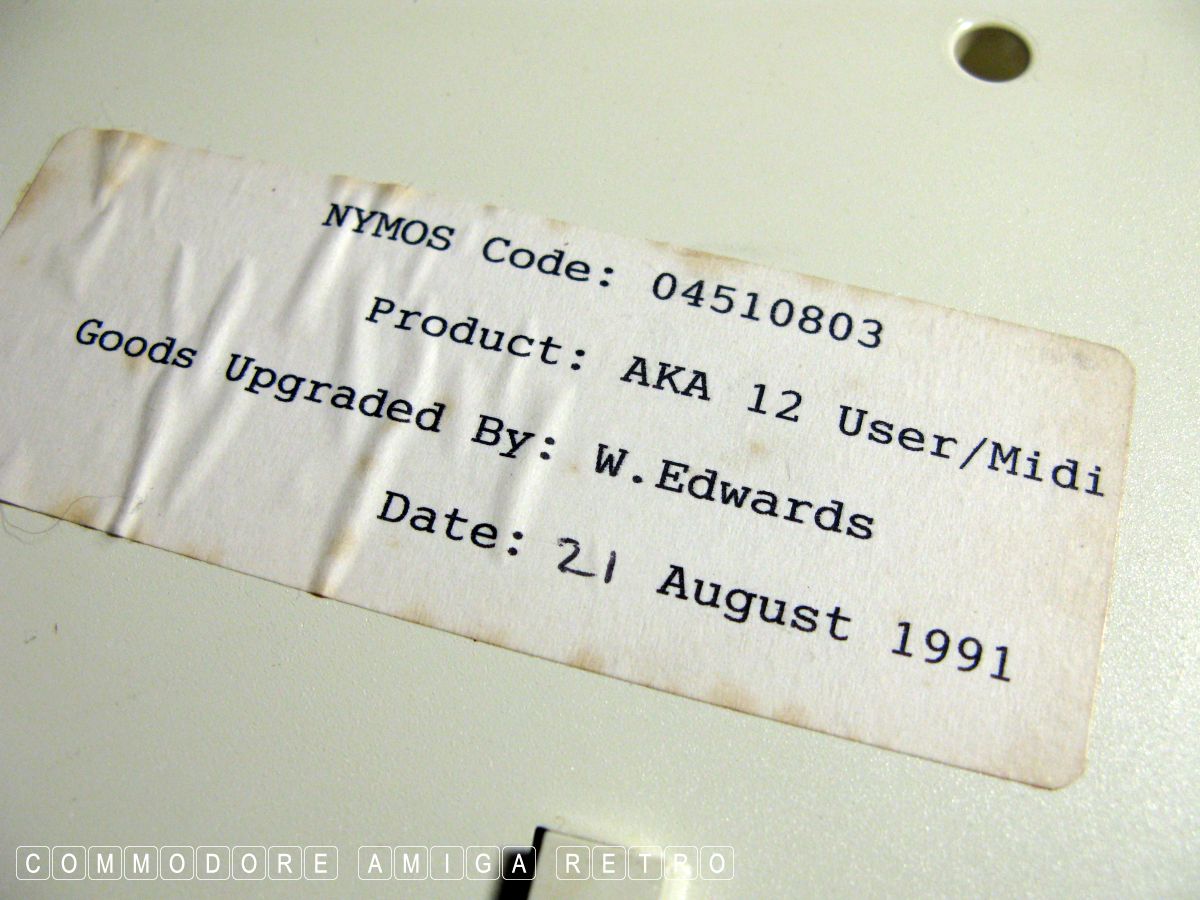 NYMOS Code: 04510803
Product: AKA 12 User/Midi
Goods Upgraded By: W.Edwards
Date: 21 August 1991
COMMODORE AMIGA RETRO